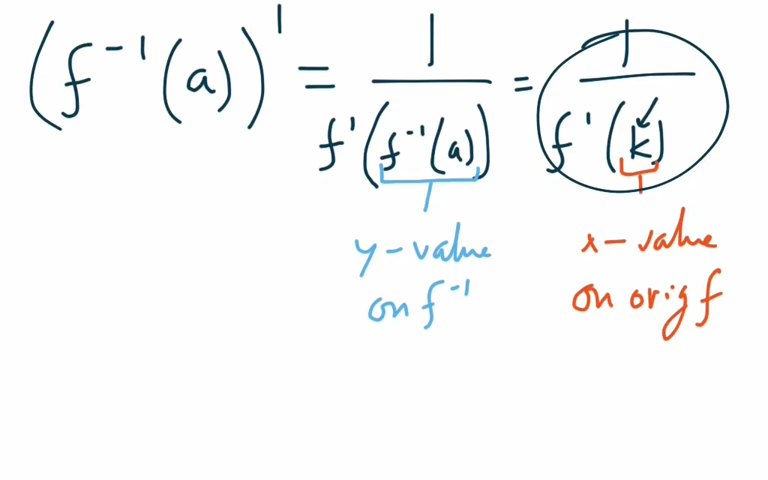 (f⁻¹(a))' = 1/f'(f⁻¹(a)) = 1/f'(k)
y-value on f⁻¹
x-value on orig f